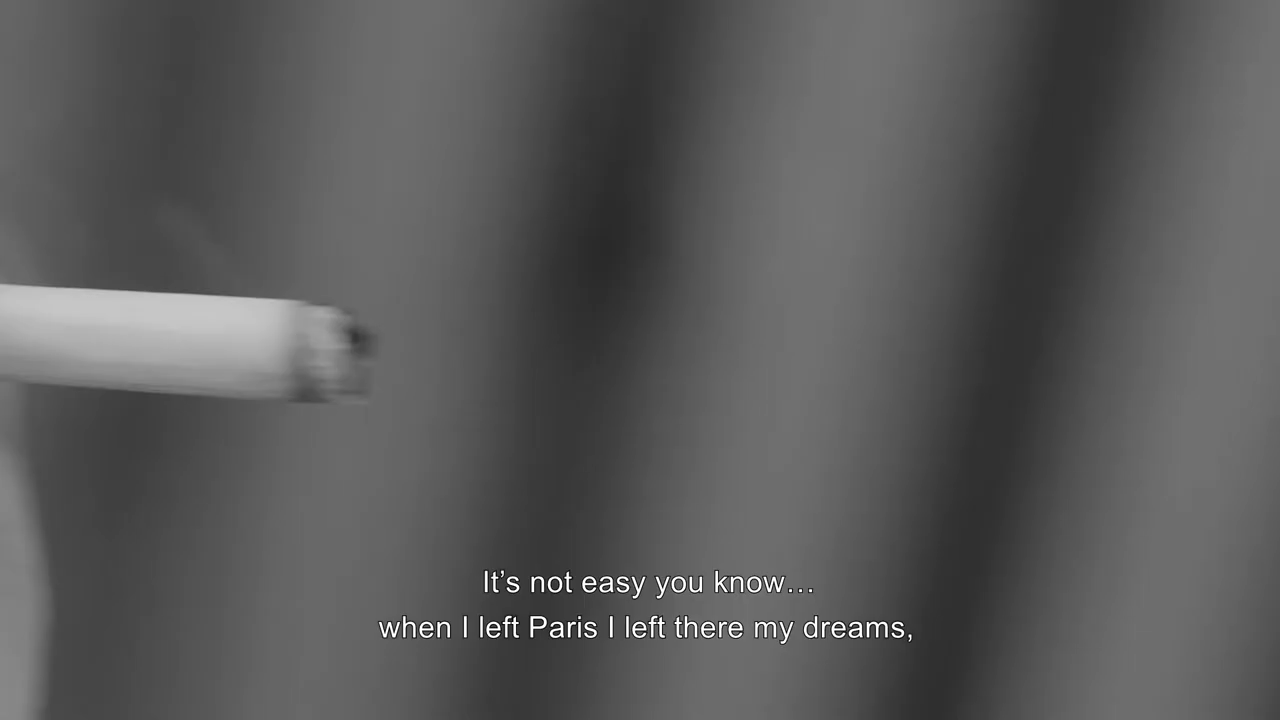 It’s not easy you know…
when I left Paris I left there my dreams,